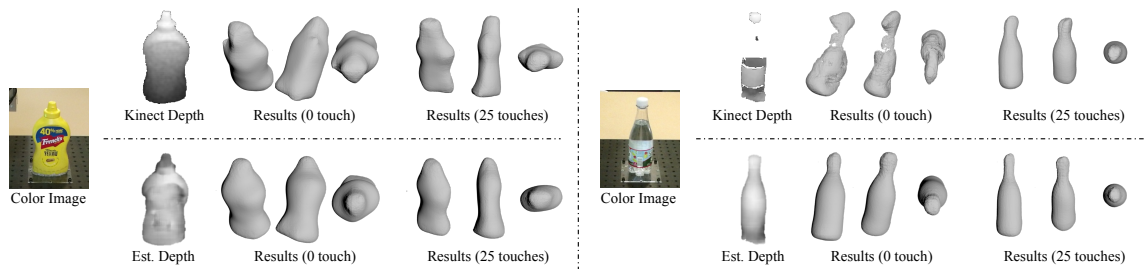 Kinect Depth Results (0 touch) Results (25 touches)
40%
French's
Color Image
Est. Depth Results (0 touch) Results (25 touches)
Kinect Depth Results (0 touch) Results (25 touches)
Color Image
Est. Depth Results (0 touch) Results (25 touches)